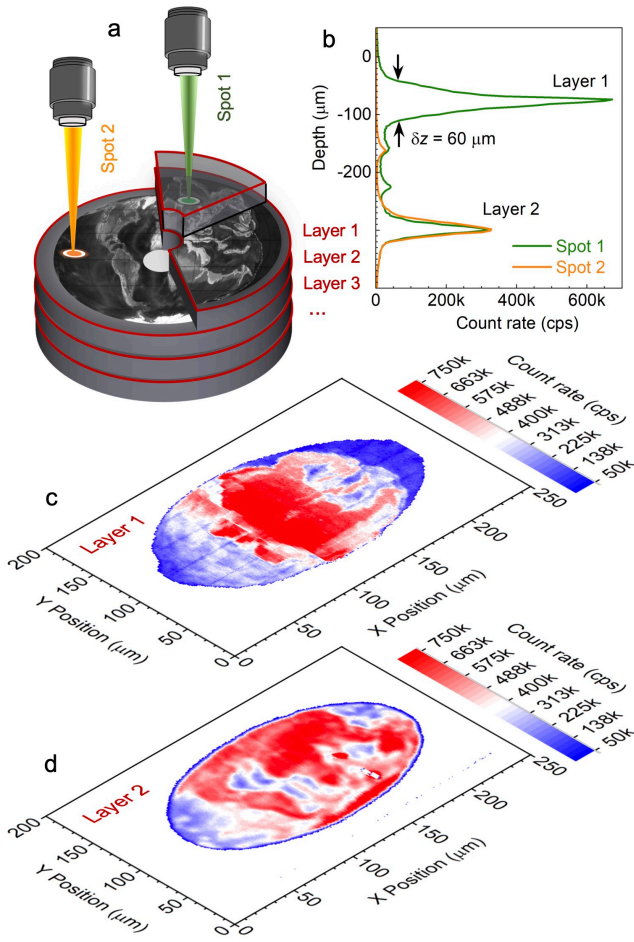 a
Spot 1
Spot 2
Layer 1
Layer 2
Layer 3
...
b
0
-100
-200
Depth (μm)
Layer 1
δz = 60 μm
Layer 2
Spot 1
Spot 2
0 200k 400k 600k
Count rate (cps)
c
Layer 1
Count rate (cps)
750k
663k
575k
488k
400k
313k
225k
138k
50k
200
150
100
50
0
Y Position (μm)
0
50
100
150
200
250
X Position (μm)
d
Layer 2
Count rate (cps)
750k
663k
575k
488k
400k
313k
225k
138k
50k
200
150
100
50
0
Y Position (μm)
0
50
100
150
200
250
X Position (μm)